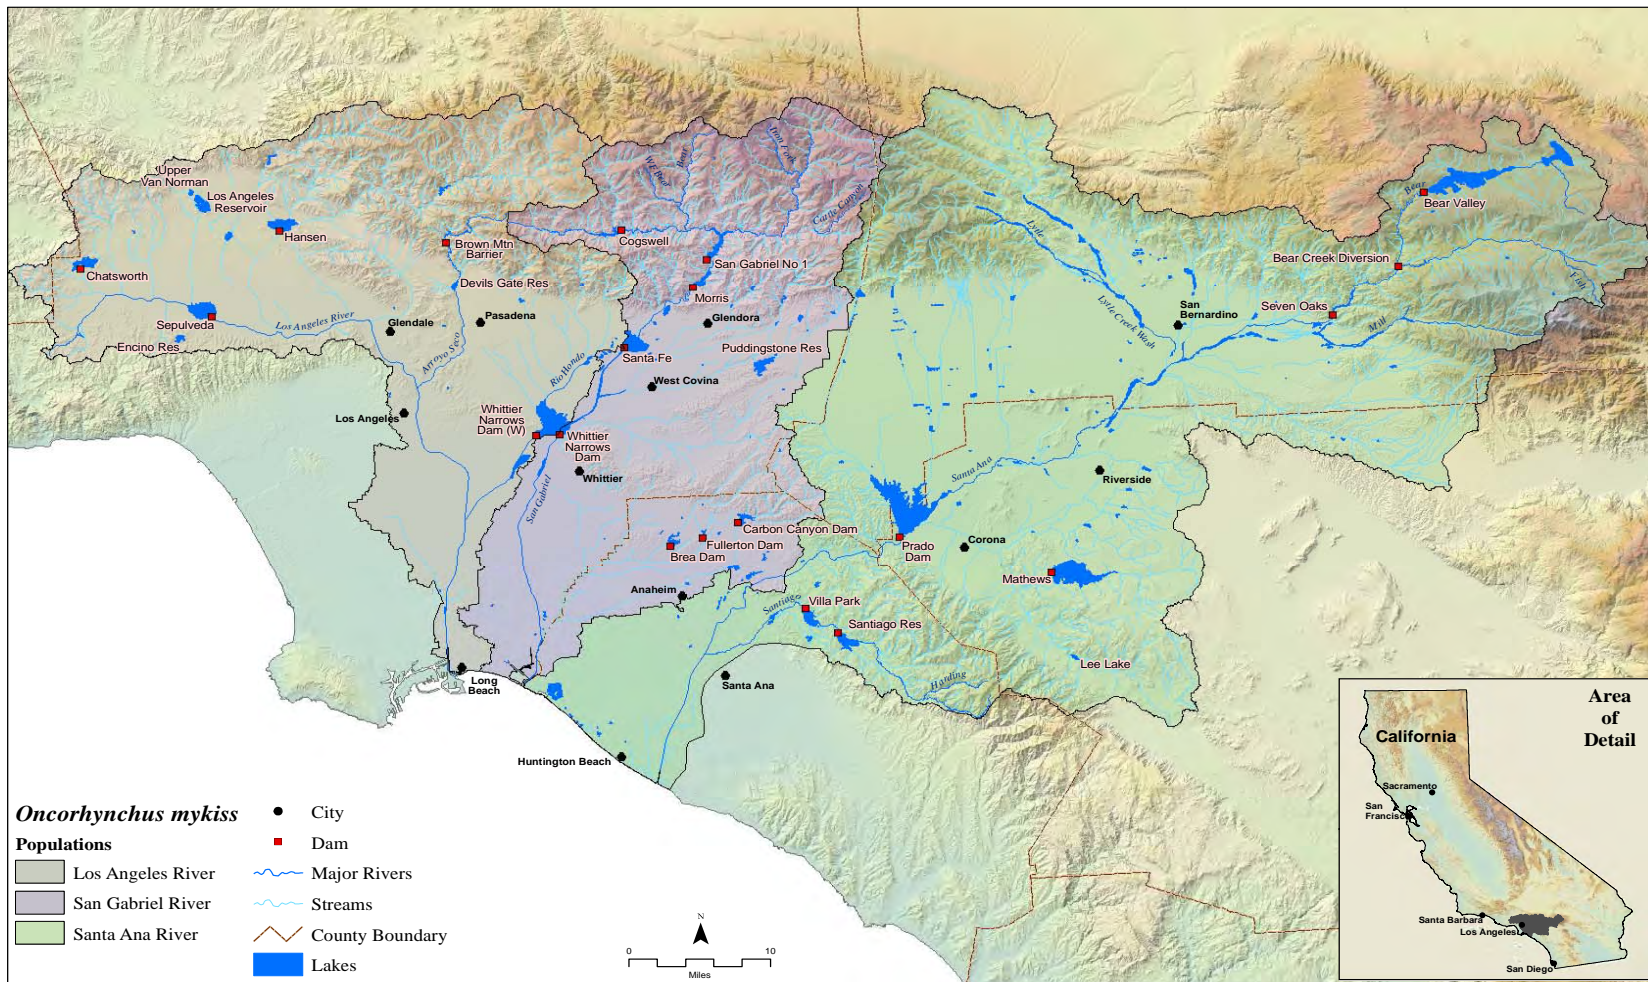 Upper
Van Norman
Los Angeles
Reservoir
Hansen
Chatsworth
Sepulveda
Encino Res
Los Angeles River
Glendale
Pasadena
Brown Mtn
Barrier
Devils Gate Res
Arroyo Seco
Los Angeles
Rio Hondo
Whittier
Narrows
Dam (W)
Whittier
Narrows
Dam
Whittier
San Gabriel
Long
Beach
W F Bear
Bear
Iron Fork
Cattle Canyon
Cogswell
San Gabriel No 1
Morris
Glendora
Santa Fe
Puddingstone Res
West Covina
Carbon Canyon Dam
Fullerton Dam
Brea Dam
Anaheim
Santiago
Villa Park
Santiago Res
Harding
Santa Ana
Huntington Beach
Lytle
Lytle Creek Wash
San
Bernardino
Bear
Bear Valley
Bear Creek Diversion
Seven Oaks
Mill
Fish
Santa Ana
Riverside
Prado
Dam
Corona
Mathews
Lee Lake
Oncorhynchus mykiss
Populations
Los Angeles River
San Gabriel River
Santa Ana River
City
Dam
Major Rivers
Streams
County Boundary
Lakes
N
0 10
Miles
Area
of
Detail
California
Sacramento
San
Francisco
Santa Barbara
Los Angeles
San Diego